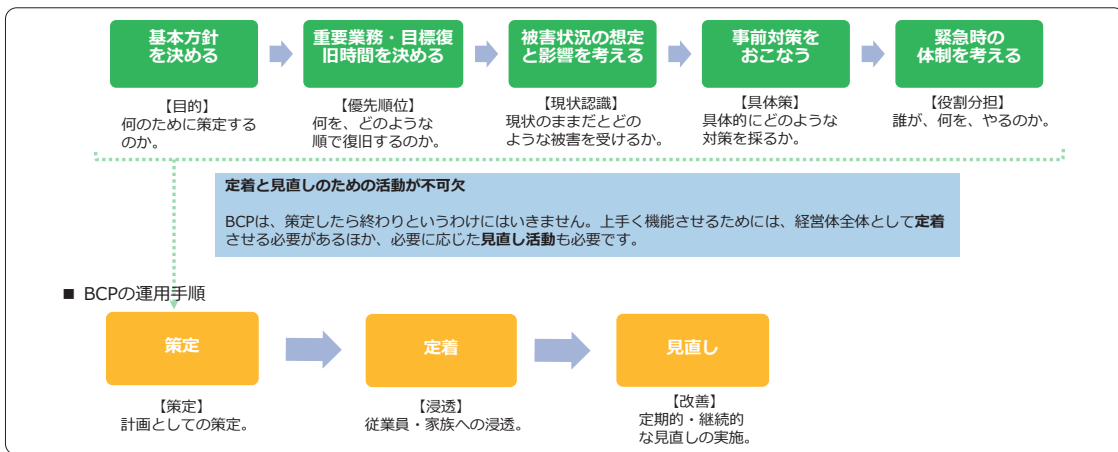 基本方針
を決める
重要業務・目標復
旧時間を決める
被害状況の想定
と影響を考える
事前対策を
おこなう
緊急時の
体制を考える
【目的】
何のために策定する
のか。
【優先順位】
何を、どのような
順で復旧するのか。
【現状認識】
現状のままだとどの
ような被害を受けるか。
【具体策】
具体的にどのような
対策を採るか。
【役割分担】
誰が、何を、やるのか。
定着と見直しのための活動が不可欠
BCPは、策定したら終わりというわけにはいきません。上手く機能させるためには、経営体全体として定着
させる必要があるほか、必要に応じた見直し活動も必要です。
■ BCPの運用手順
策定
定着
見直し
【策定】
計画としての策定。
【浸透】
従業員・家族への浸透。
【改善】
定期的・継続的
な見直しの実施。